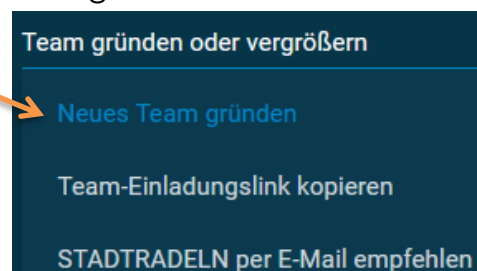 Team gründen oder vergrößern
Neues Team gründen
Team-Einladungslink kopieren
STADTRADELN per E-Mail empfehlen